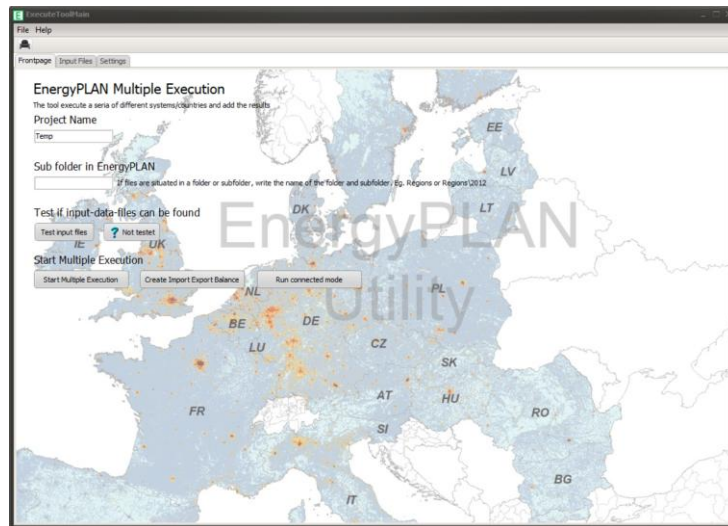 ExecuteToolMain
File Help
Frontpage Input Files Settings
EnergyPLAN Multiple Execution
The tool execute a seria of different systems/countries and add the results
Project Name
Temp
Sub folder in EnergyPLAN
If files are situated in a folder or subfolder, write the name of the folder and subfolder. Eg. Regions or Regions\2012
Test if input-data-files can be found
Test input files ? Not testet
Start Multiple Execution
Start Multiple Execution Create Import Export Balance Run connected mode
EnergyPLAN
Utility
EE
LV
LT
DK
IE
UK
NL
PL
BE
DE
LU
CZ
SK
AT
HU
FR
RO
SI
BG
IT